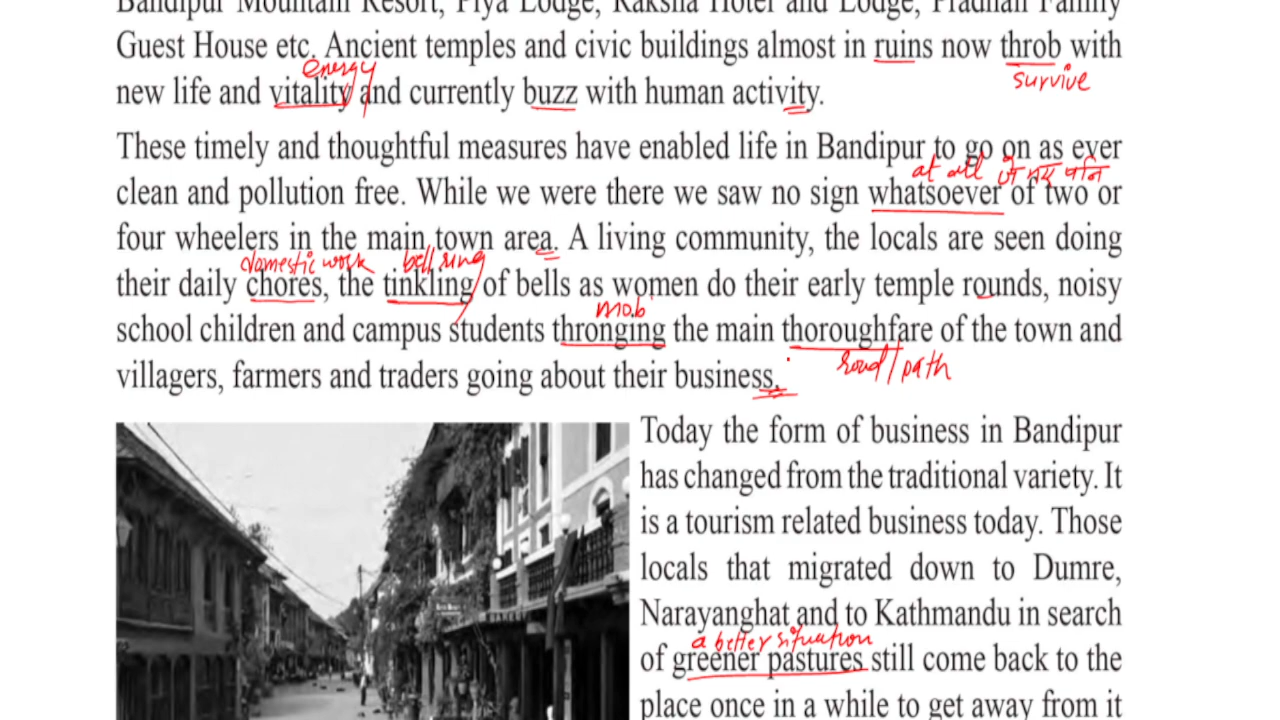 Bandipur Mountain Resort, Piya Lodge, Raksha Hotel and Lodge, Pradhan Family
Guest House etc. Ancient temples and civic buildings almost in ruins now throb with
energy
survive
new life and vitality and currently buzz with human activity.
These timely and thoughtful measures have enabled life in Bandipur to go on as ever
at all
clean and pollution free. While we were there we saw no sign whatsoever of two or
four wheelers in the main town area. A living community, the locals are seen doing
domestic work bell ring
their daily chores, the tinkling of bells as women do their early temple rounds, noisy
mob
school children and campus students thronging the main thoroughfare of the town and
road/path
villagers, farmers and traders going about their business.
Today the form of business in Bandipur
has changed from the traditional variety. It
is a tourism related business today. Those
locals that migrated down to Dumre,
Narayanghat and to Kathmandu in search
a better situation
of greener pastures still come back to the
place once in a while to get away from it